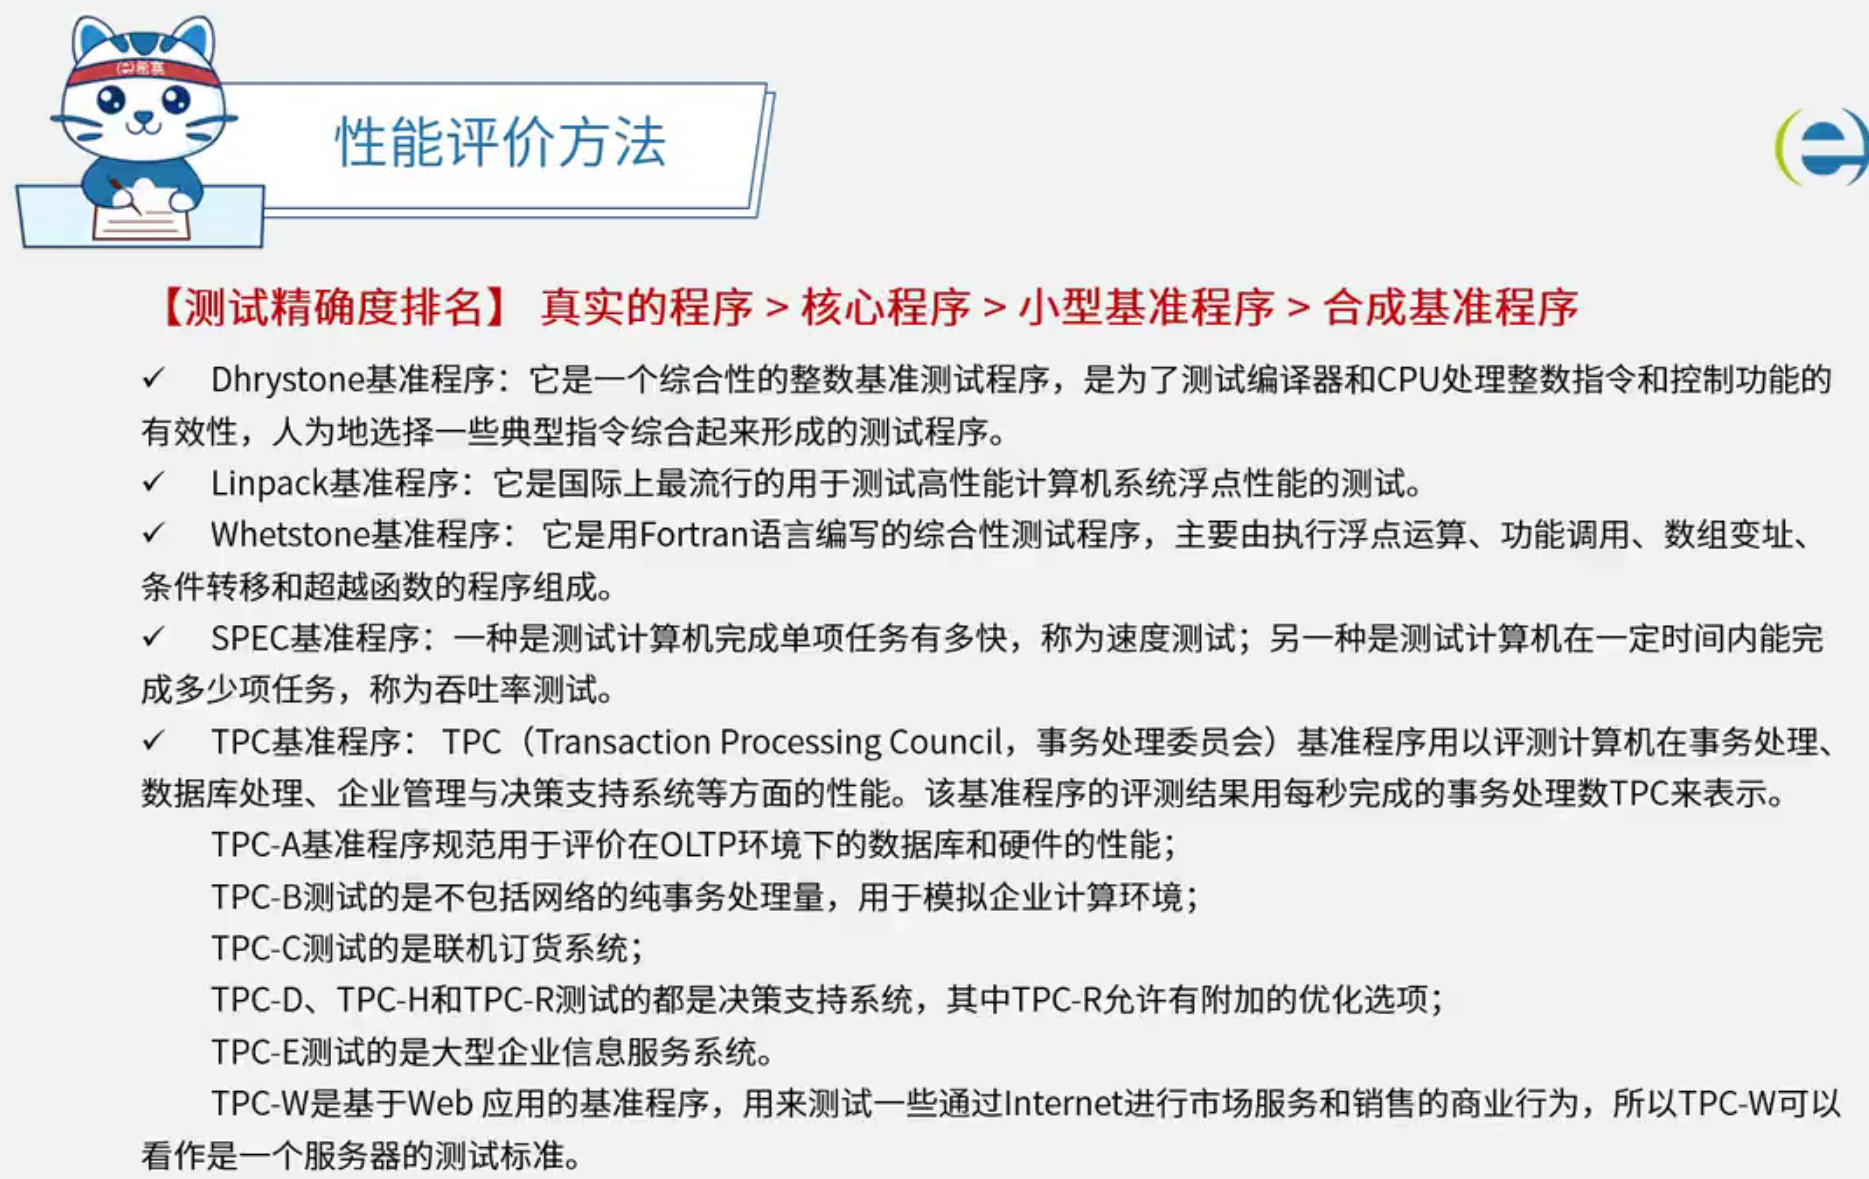 希赛
性能评价方法
【测试精确度排名】 真实的程序 > 核心程序 > 小型基准程序 > 合成基准程序
✓ Dhrystone基准程序：它是一个综合性的整数基准测试程序，是为了测试编译器和CPU处理整数指令和控制功能的
有效性，人为地选择一些典型指令综合起来形成的测试程序。
✓ Linpack基准程序：它是国际上最流行的用于测试高性能计算机系统浮点性能的测试。
✓ Whetstone基准程序： 它是用Fortran语言编写的综合性测试程序，主要由执行浮点运算、功能调用、数组变址、
条件转移和超越函数的程序组成。
✓ SPEC基准程序：一种是测试计算机完成单项任务有多快，称为速度测试；另一种是测试计算机在一定时间内能完
成多少项任务，称为吞吐率测试。
✓ TPC基准程序： TPC（Transaction Processing Council，事务处理委员会）基准程序用以评测计算机在事务处理、
数据库处理、企业管理与决策支持系统等方面的性能。该基准程序的评测结果用每秒完成的事务处理数TPC来表示。
TPC-A基准程序规范用于评价在OLTP环境下的数据库和硬件的性能；
TPC-B测试的是不包括网络的纯事务处理量，用于模拟企业计算环境；
TPC-C测试的是联机订货系统；
TPC-D、TPC-H和TPC-R测试的都是决策支持系统，其中TPC-R允许有附加的优化选项；
TPC-E测试的是大型企业信息服务系统。
TPC-W是基于Web 应用的基准程序，用来测试一些通过Internet进行市场服务和销售的商业行为，所以TPC-W可以
看作是一个服务器的测试标准。